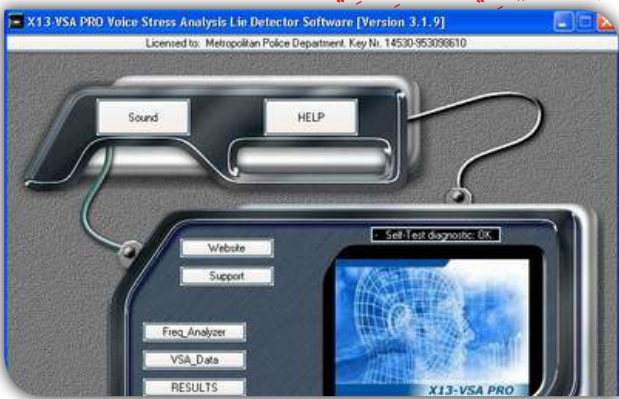 X13-VSA PRO Voice Stress Analysis Lie Detector Software [Version 3.1.9]
Licensed to: Metropolitan Police Department. Key Nr. 14530-953098610
Sound
HELP
Self-Test diagnostic: OK
Website
Support
Freq_Analyzer
VSA_Data
RESULTS
X13-VSA PRO